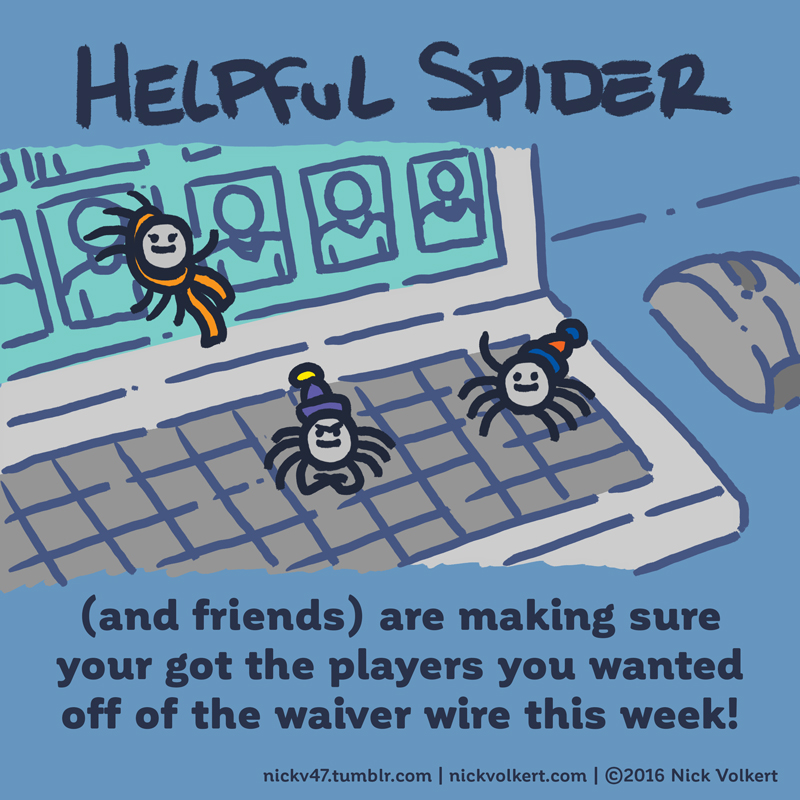 HELPFUL SPIDER
(and friends) are making sure
your got the players you wanted
off of the waiver wire this week!
nickv47.tumblr.com | nickvolkert.com | ©2016 Nick Volkert